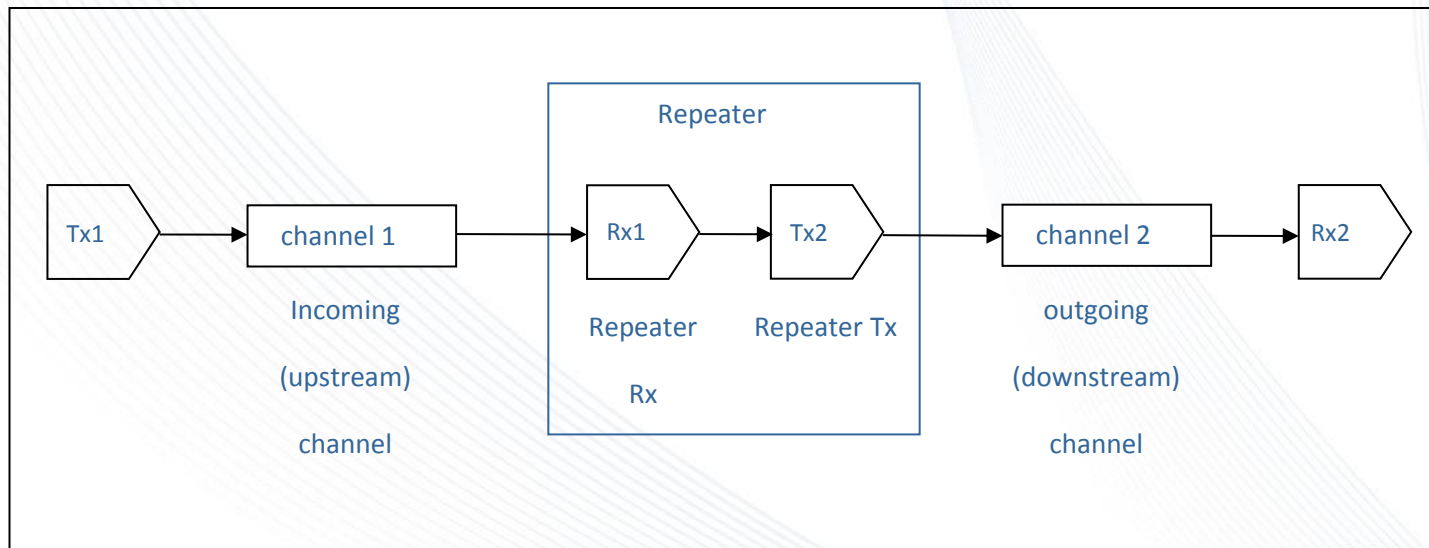 Repeater
Tx1
channel 1
Rx1
Tx2
channel 2
Rx2
Incoming
(upstream)
channel
Repeater
Rx
Repeater Tx
outgoing
(downstream)
channel